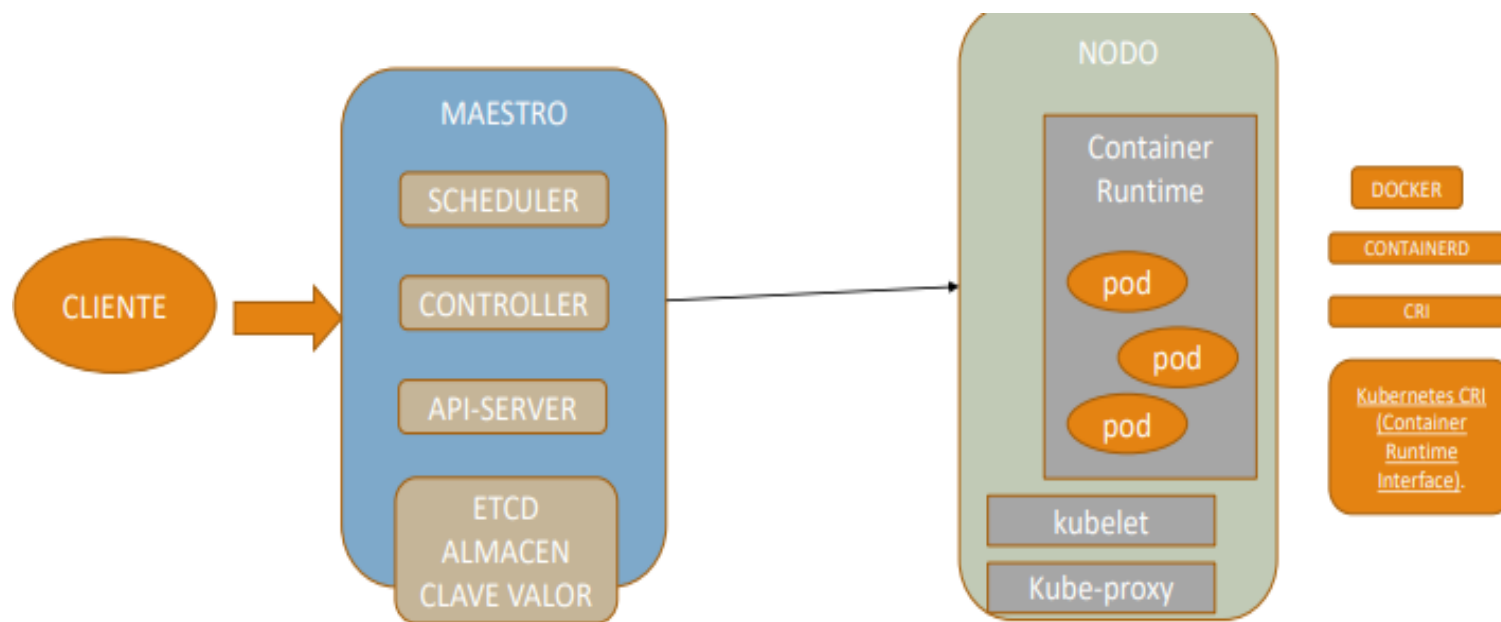 CLIENTE
MAESTRO
SCHEDULER
CONTROLLER
API-SERVER
ETCD
ALMACEN
CLAVE VALOR
NODO
Container
Runtime
pod
pod
pod
kubelet
Kube-proxy
DOCKER
CONTAINERD
CRI
Kubernetes CRI
(Container
Runtime
Interface).